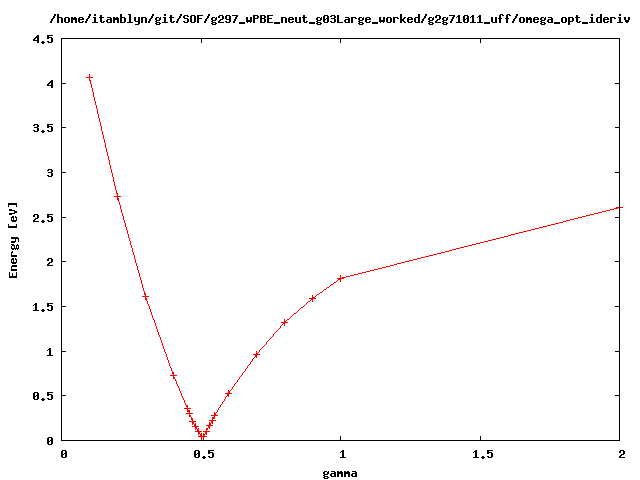 /home/itamblyn/git/SOF/g297_wPBE_neut_g03Large_worked/g2g71011_uff/omega_opt_ideriv
4.5
4
3.5
3
2.5
2
1.5
1
0.5
0
Energy [eV]
0 0.5 1 1.5 2
gamma